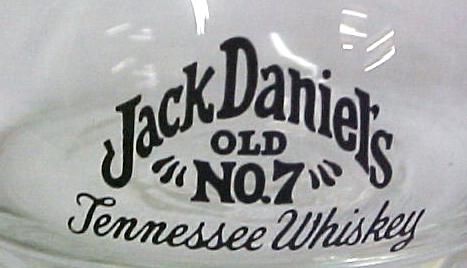 Jack Daniel's
OLD
NO.7
Tennessee Whiskey